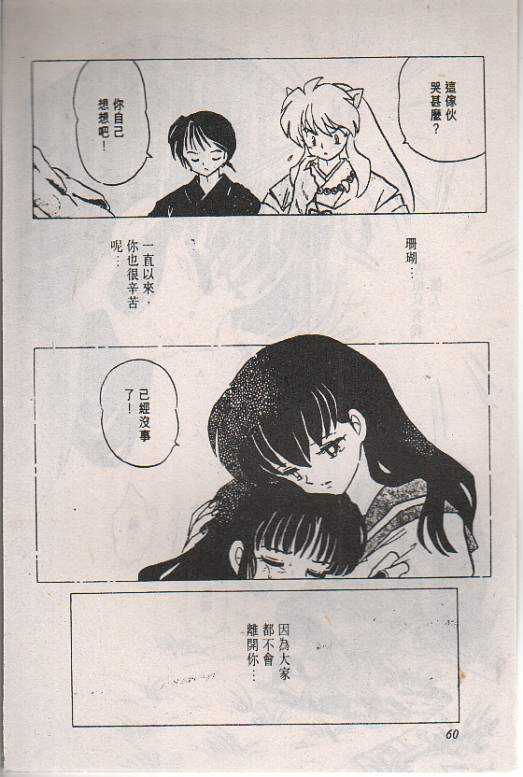 這傢伙
哭甚麼？
你自己
想想吧！
珊瑚…
一直以來，
你也很辛苦
呢…
已經沒事
了！
因為大家
都不會
離開你…
60